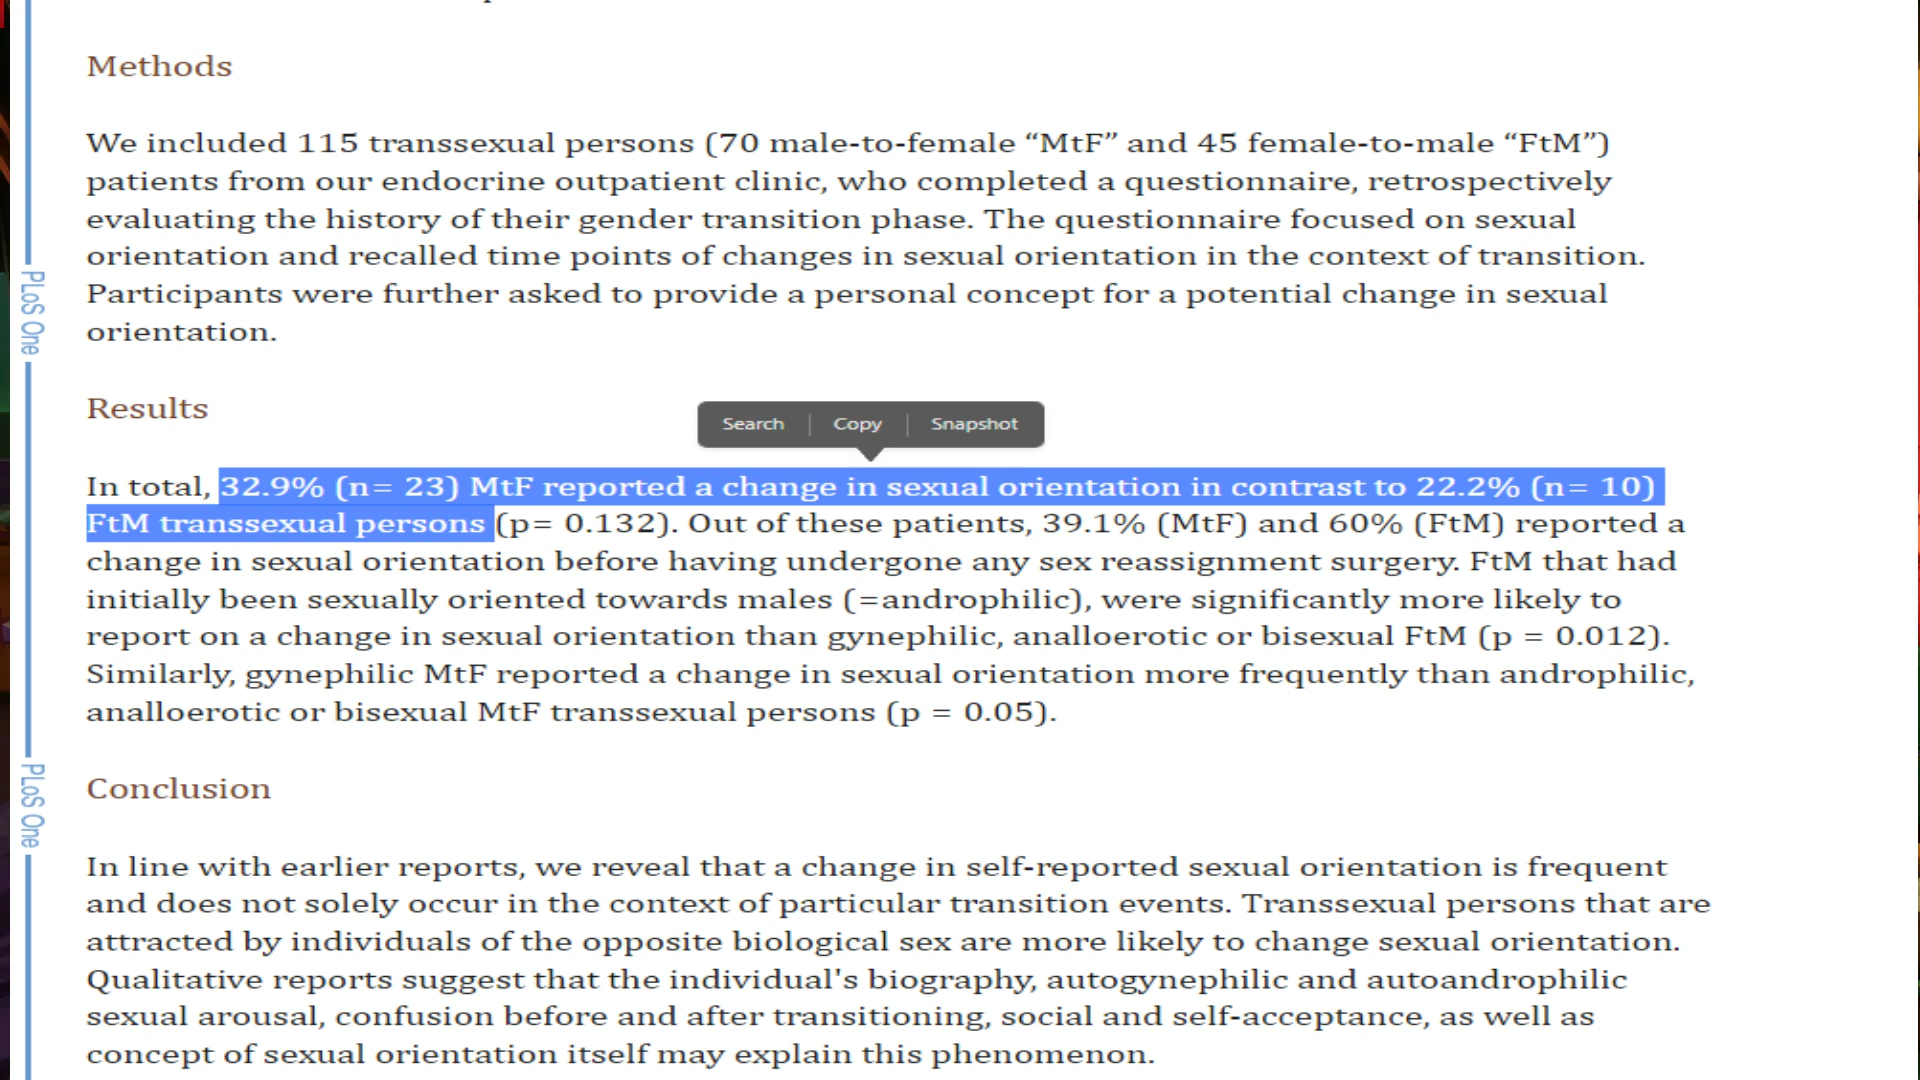 Methods
We included 115 transsexual persons (70 male-to-female “MtF” and 45 female-to-male “FtM”)
patients from our endocrine outpatient clinic, who completed a questionnaire, retrospectively
evaluating the history of their gender transition phase. The questionnaire focused on sexual
orientation and recalled time points of changes in sexual orientation in the context of transition.
Participants were further asked to provide a personal concept for a potential change in sexual
orientation.
Results
Search Copy Snapshot
In total, 32.9% (n= 23) MtF reported a change in sexual orientation in contrast to 22.2% (n= 10)
FtM transsexual persons (p= 0.132). Out of these patients, 39.1% (MtF) and 60% (FtM) reported a
change in sexual orientation before having undergone any sex reassignment surgery. FtM that had
initially been sexually oriented towards males (=androphilic), were significantly more likely to
report on a change in sexual orientation than gynephilic, analloerotic or bisexual FtM (p = 0.012).
Similarly, gynephilic MtF reported a change in sexual orientation more frequently than androphilic,
analloerotic or bisexual MtF transsexual persons (p = 0.05).
Conclusion
In line with earlier reports, we reveal that a change in self-reported sexual orientation is frequent
and does not solely occur in the context of particular transition events. Transsexual persons that are
attracted by individuals of the opposite biological sex are more likely to change sexual orientation.
Qualitative reports suggest that the individual's biography, autogynephilic and autoandrophilic
sexual arousal, confusion before and after transitioning, social and self-acceptance, as well as
concept of sexual orientation itself may explain this phenomenon.
PLoS One
PLoS One